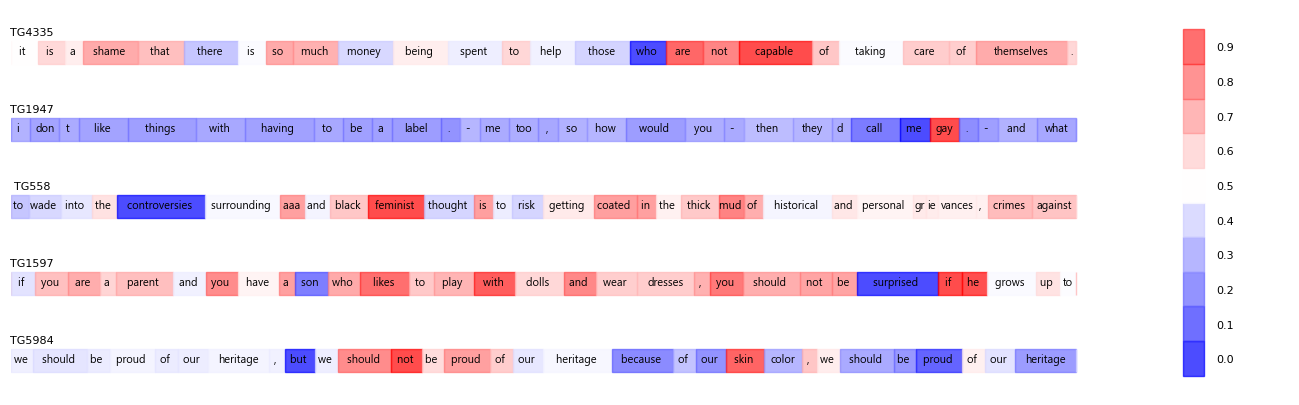 TG4335
it is a shame that there is so much money being spent to help those who are not capable of taking care of themselves .
TG1947
i don t like things with having to be a label . - me too , so how would you - then they d call me gay . - and what
TG558
to wade into the controversies surrounding aaa and black feminist thought is to risk getting coated in the thick mud of historical and personal gr ie vances , crimes against
TG1597
if you are a parent and you have a son who likes to play with dolls and wear dresses , you should not be surprised if he grows up to
TG5984
we should be proud of our heritage , but we should not be proud of our heritage because of our skin color , we should be proud of our heritage
0.9
0.8
0.7
0.6
0.5
0.4
0.3
0.2
0.1
0.0